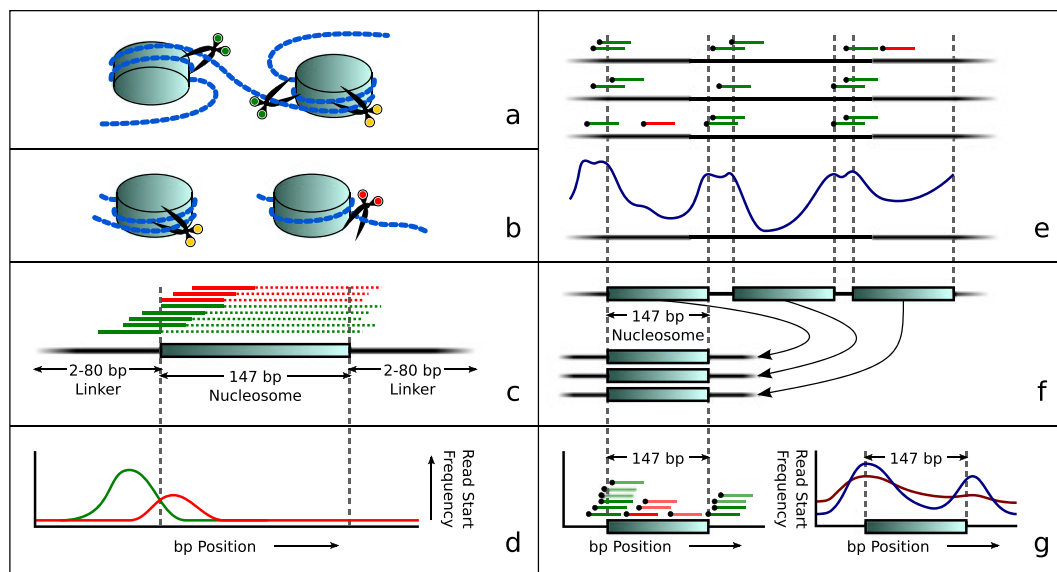 a
b
2-80 bp
Linker
147 bp
Nucleosome
2-80 bp
Linker
c
Read Start
Frequency
bp Position
d
e
147 bp
Nucleosome
f
147 bp
bp Position
Read Start
Frequency
147 bp
bp Position
g